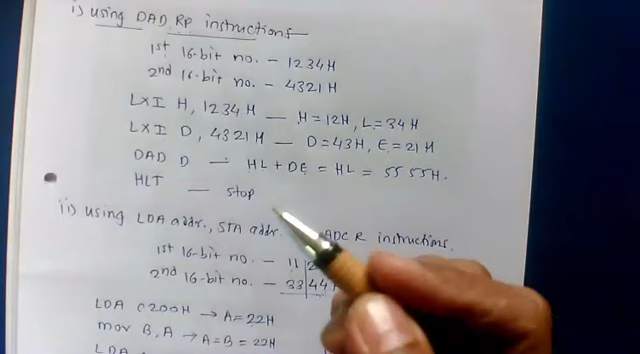 i) using DAD RP instructions
1st 16-bit no. - 1234H
2nd 16-bit no. - 4321H
LXI H, 1234H — H=12H, L=34H
LXI D, 4321H — D=43H, E=21H
DAD D — HL+DE = HL = 5555H.
HLT — stop
ii) using LDA addr., STA addr. ADC R instructions.
1st 16-bit no. - 11
2nd 16-bit no. - 3344
LDA C200H → A=22H
mov B, A → A=B=22H
LDA